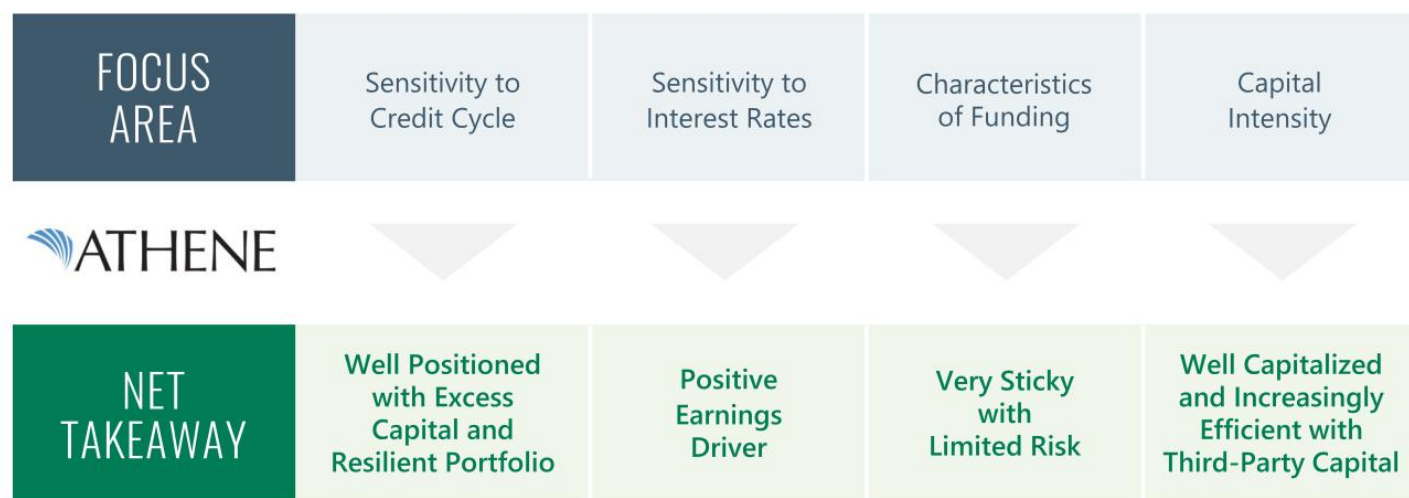 FOCUS
AREA
Sensitivity to
Credit Cycle
Sensitivity to
Interest Rates
Characteristics
of Funding
Capital
Intensity
ATHENE
NET
TAKEAWAY
Well Positioned
with Excess
Capital and
Resilient Portfolio
Positive
Earnings
Driver
Very Sticky
with
Limited Risk
Well Capitalized
and Increasingly
Efficient with
Third-Party Capital